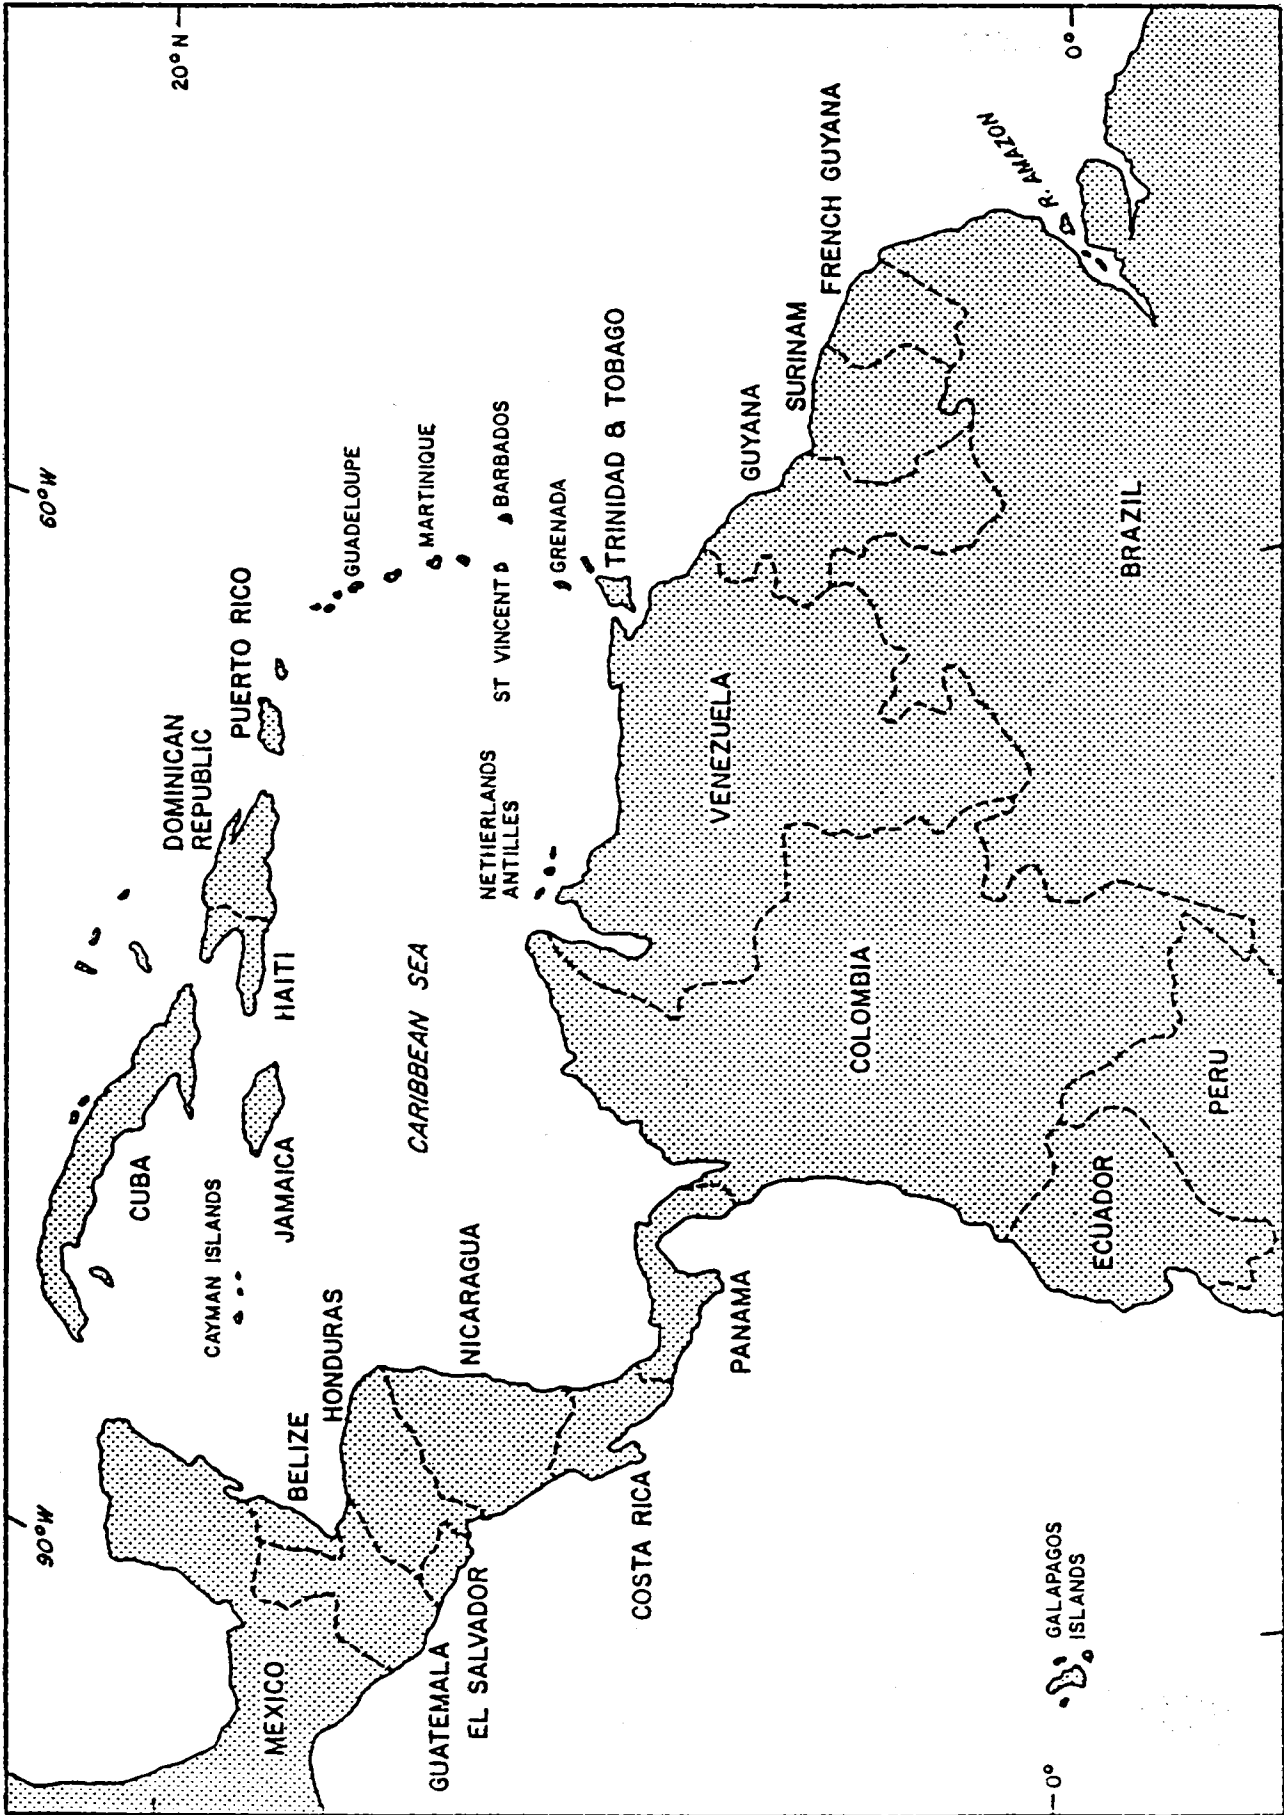 90°W
60°W
20°N
MEXICO
BELIZE
HONDURAS
GUATEMALA
EL SALVADOR
NICARAGUA
COSTA RICA
PANAMA
CUBA
CAYMAN ISLANDS
JAMAICA
HAITI
DOMINICAN
REPUBLIC
PUERTO RICO
GUADELOUPE
MARTINIQUE
ST VINCENT
BARBADOS
GRENADA
TRINIDAD & TOBAGO
NETHERLANDS
ANTILLES
CARIBBEAN SEA
VENEZUELA
GUYANA
SURINAM
FRENCH GUYANA
COLOMBIA
R. AMAZON
BRAZIL
ECUADOR
PERU
GALAPAGOS
ISLANDS
0°
0°